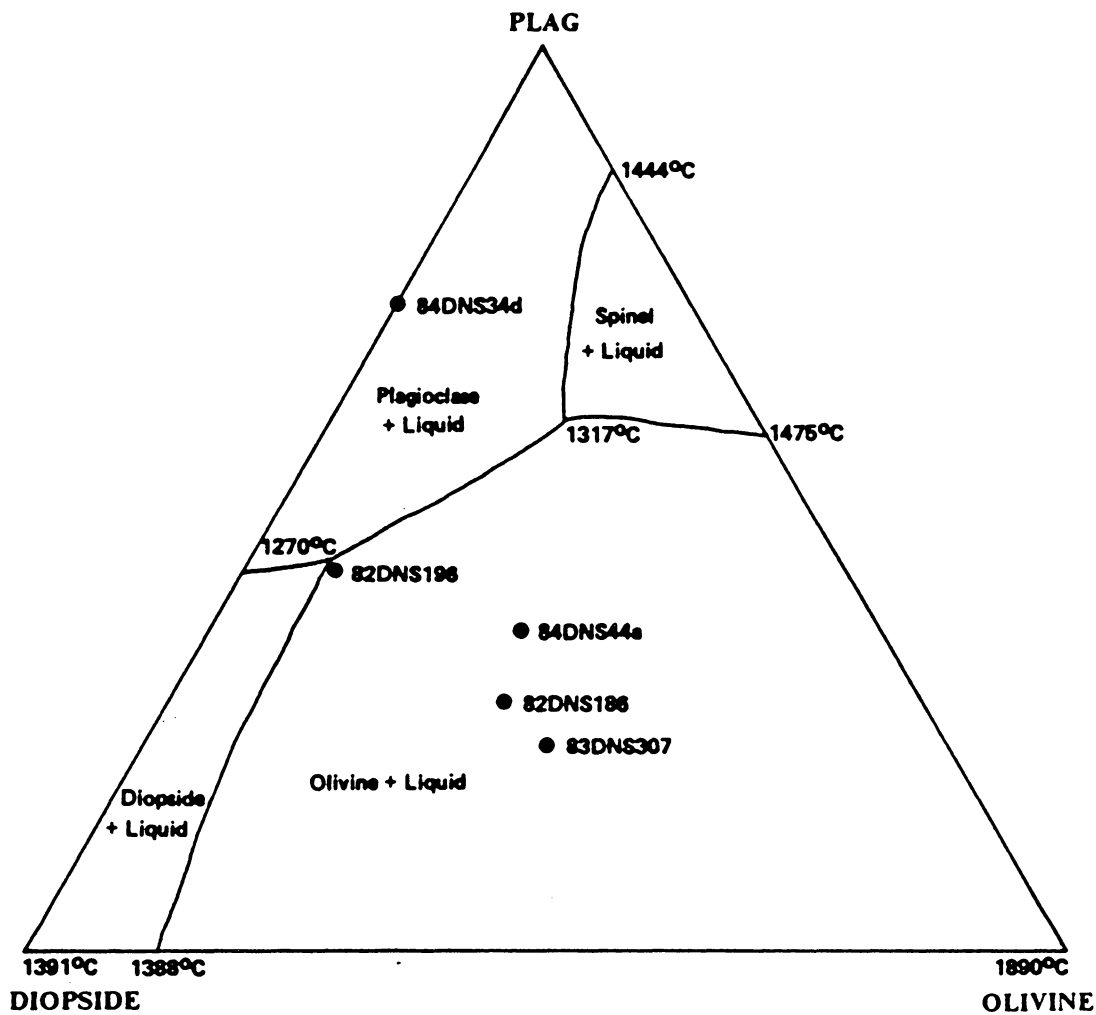 PLAG
1444°C
84DNS34d
Spinel
+ Liquid
Plagioclase
+ Liquid
1317°C
1475°C
1270°C
82DNS196
84DNS44a
82DNS186
83DNS307
Olivine + Liquid
Diopside
+ Liquid
1391°C
1388°C
1890°C
DIOPSIDE
OLIVINE